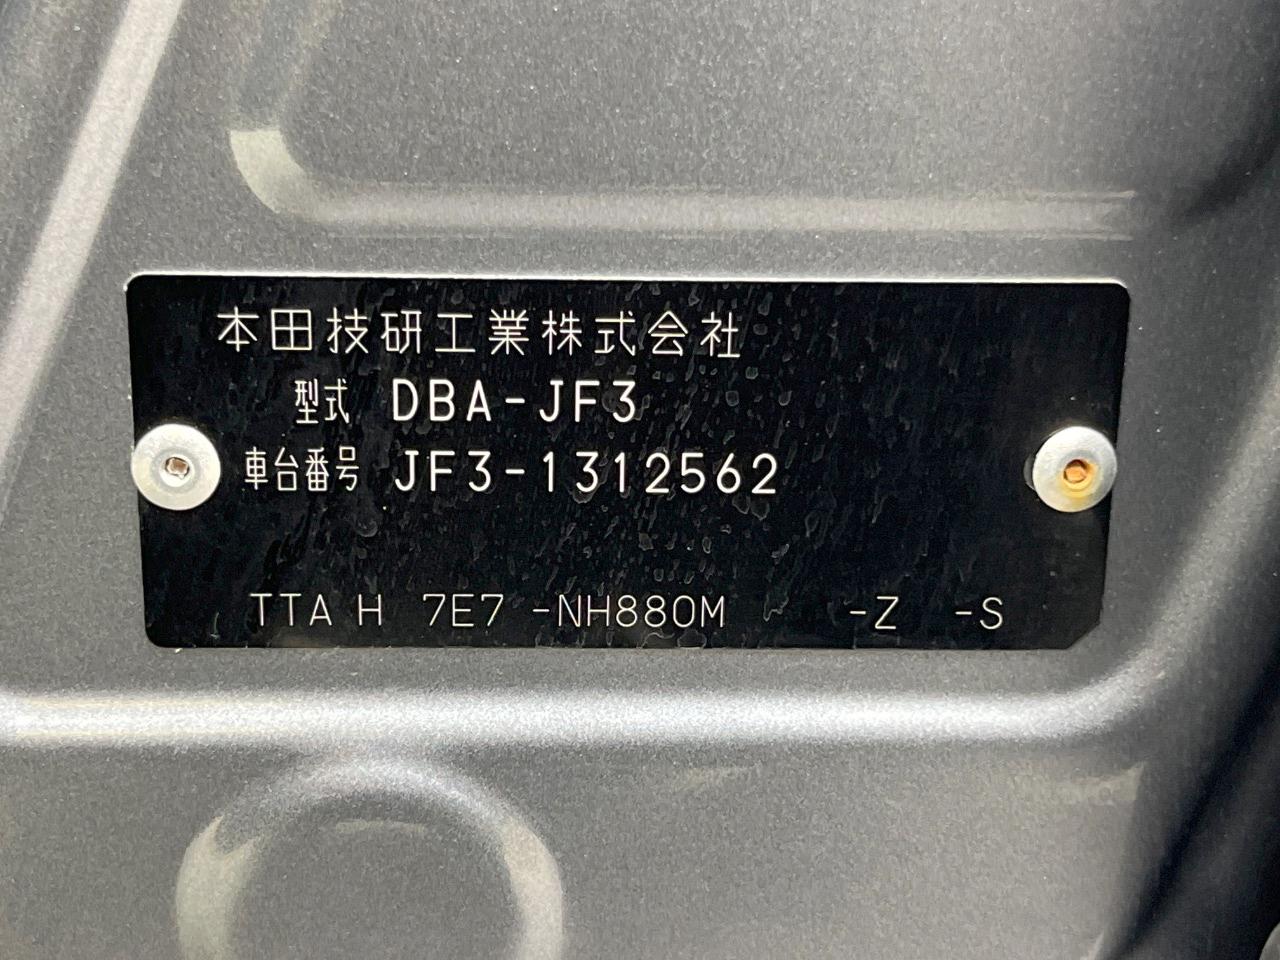 本田技研工業株式会社
型式 DBA-JF3
車台番号 JF3-1312562
TTA H 7E7 -NH880M -Z -S